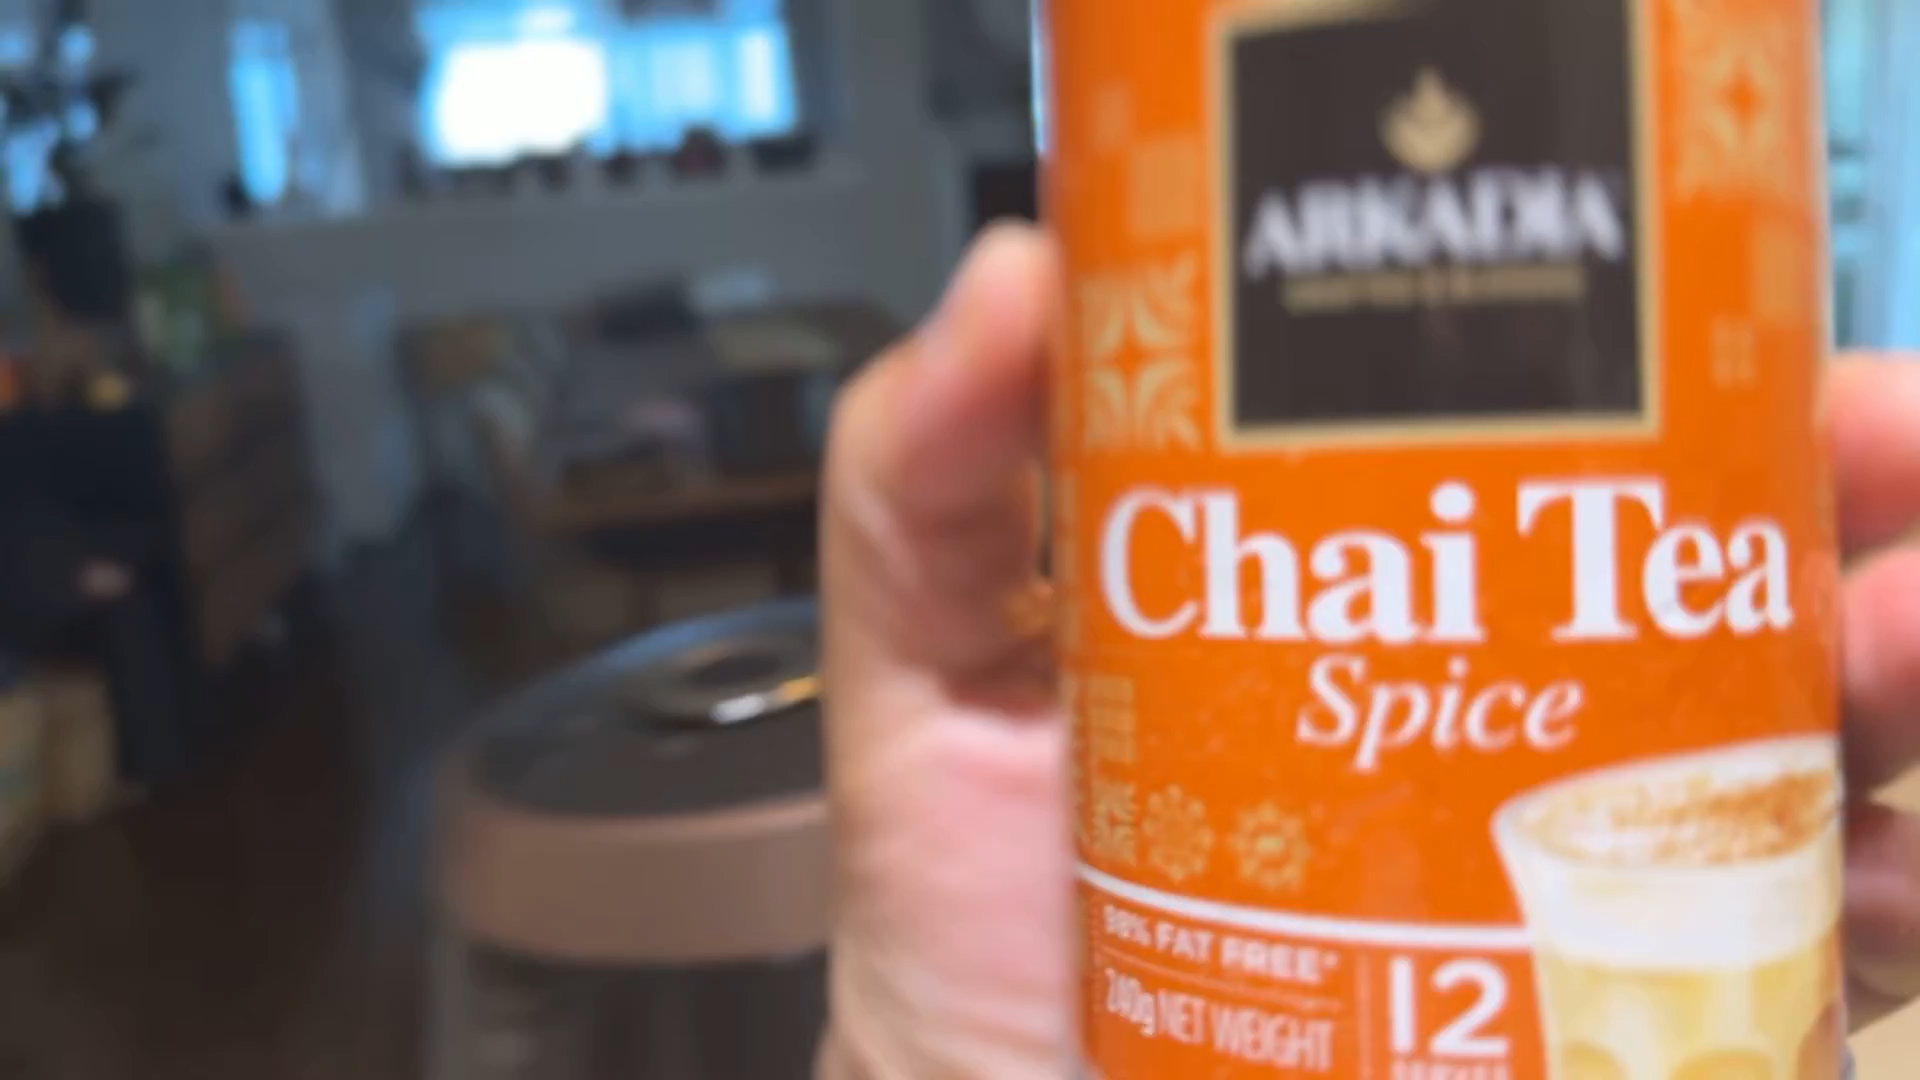 ARKADIA
Chai Tea
Spice
98% FAT FREE*
240g NET WEIGHT
12